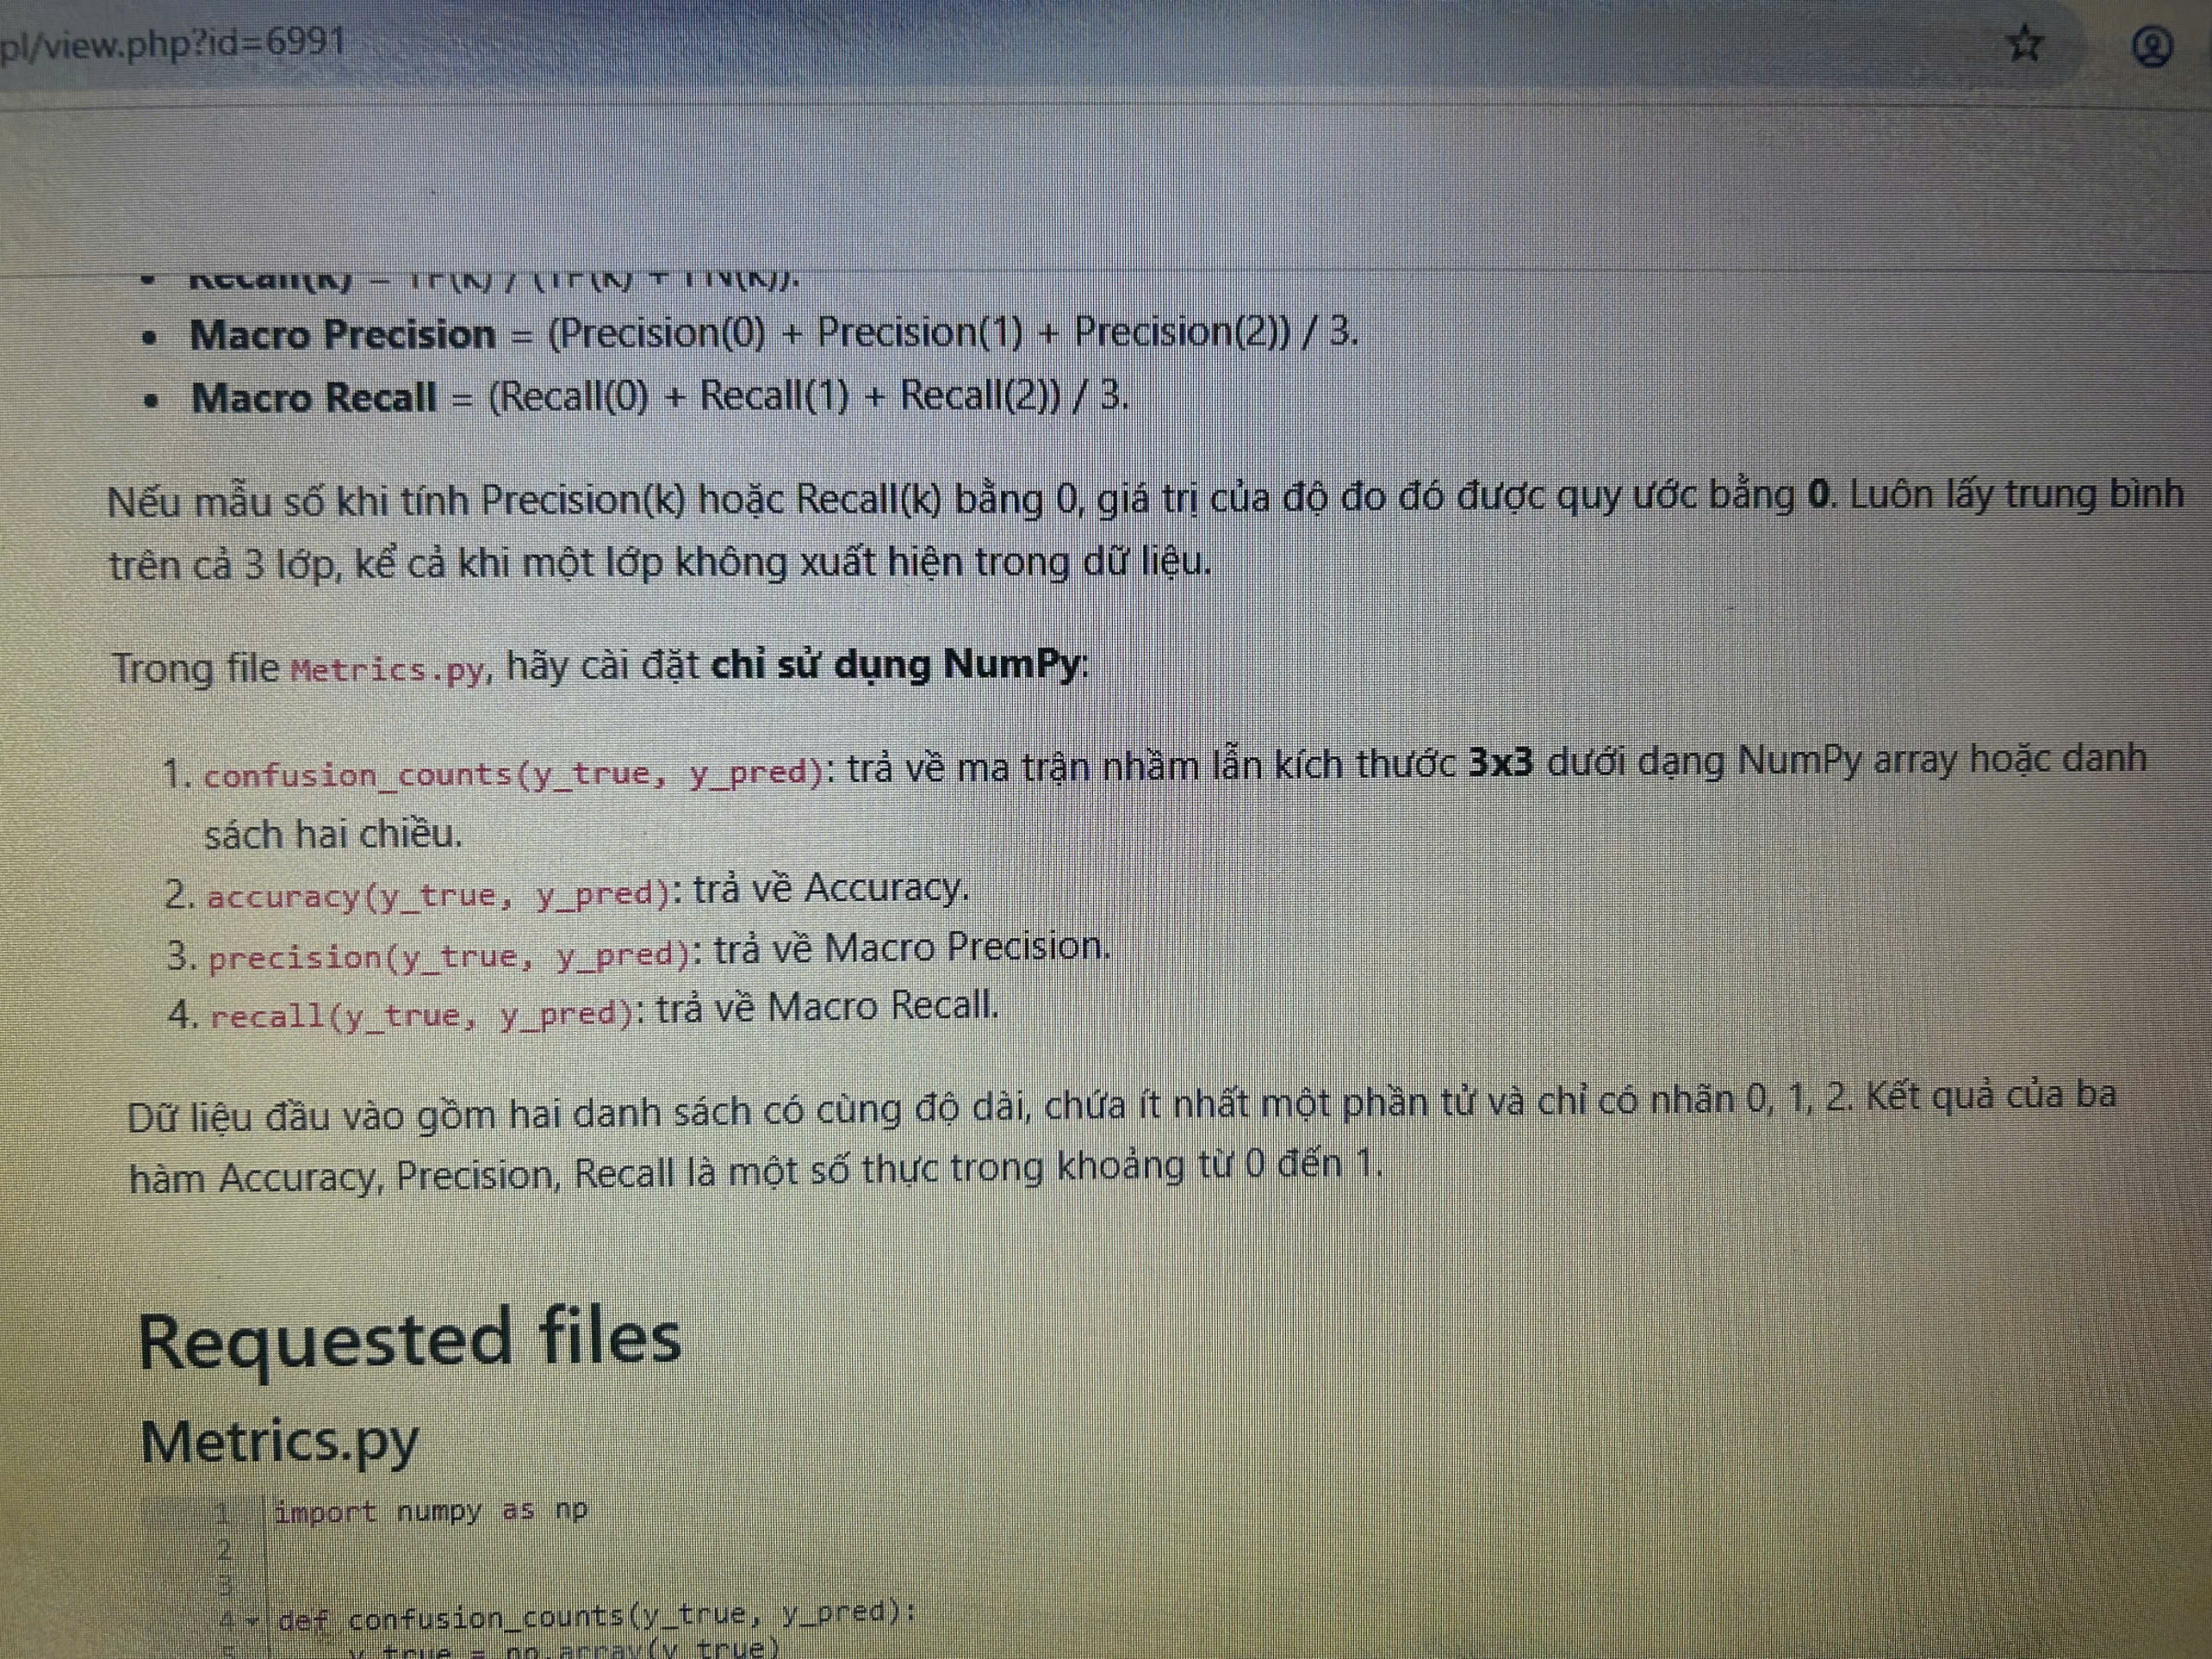 pl/view.php?id=6991
• Recall(k) = TP(k) / (TP(k) + FN(k)).
• Macro Precision = (Precision(0) + Precision(1) + Precision(2)) / 3.
• Macro Recall = (Recall(0) + Recall(1) + Recall(2)) / 3.
Nếu mẫu số khi tính Precision(k) hoặc Recall(k) bằng 0, giá trị của độ đo đó được quy ước bằng 0. Luôn lấy trung bình
trên cả 3 lớp, kể cả khi một lớp không xuất hiện trong dữ liệu.
Trong file Metrics.py, hãy cài đặt chỉ sử dụng NumPy:
1. confusion_counts(y_true, y_pred): trả về ma trận nhầm lẫn kích thước 3x3 dưới dạng NumPy array hoặc danh
sách hai chiều.
2. accuracy(y_true, y_pred): trả về Accuracy.
3. precision(y_true, y_pred): trả về Macro Precision.
4. recall(y_true, y_pred): trả về Macro Recall.
Dữ liệu đầu vào gồm hai danh sách có cùng độ dài, chứa ít nhất một phần tử và chỉ có nhãn 0, 1, 2. Kết quả của ba
hàm Accuracy, Precision, Recall là một số thực trong khoảng từ 0 đến 1.
Requested files
Metrics.py
1 import numpy as np
2
3
4 def confusion_counts(y_true, y_pred):
5 y_true = np.array(y_true)